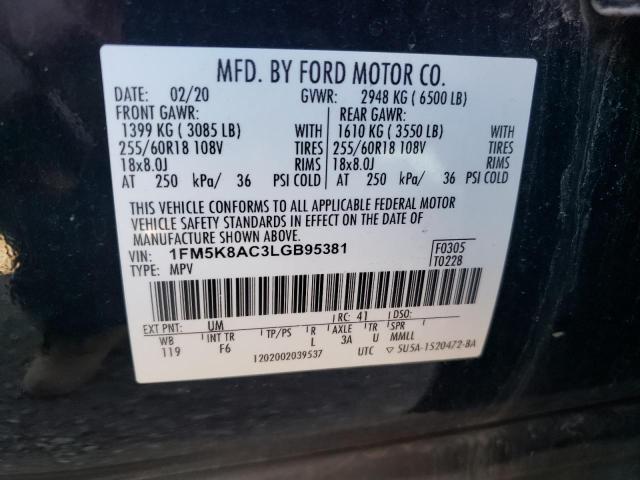 MFD. BY FORD MOTOR CO.
DATE: 02/20 GVWR: 2948 KG ( 6500 LB)
FRONT GAWR: REAR GAWR:
1399 KG ( 3085 LB) WITH 1610 KG ( 3550 LB) WITH
255/60R18 108V TIRES 255/60R18 108V TIRES
18x8.0J RIMS 18x8.0J RIMS
AT 250 kPa/ 36 PSI COLD AT 250 kPa/ 36 PSI COLD
THIS VEHICLE CONFORMS TO ALL APPLICABLE FEDERAL MOTOR
VEHICLE SAFETY STANDARDS IN EFFECT ON THE DATE OF
MANUFACTURE SHOWN ABOVE.
VIN: 1FM5K8AC3LGB95381 F0305
TYPE: MPV T0228
EXT PNT: UM RC: 41 DSO:
WB INT TR TP/PS R AXLE TR SPR
119 F6 L 3A U MMLL
1202002039537 UTC ▽ 5U5A-1520472-BA